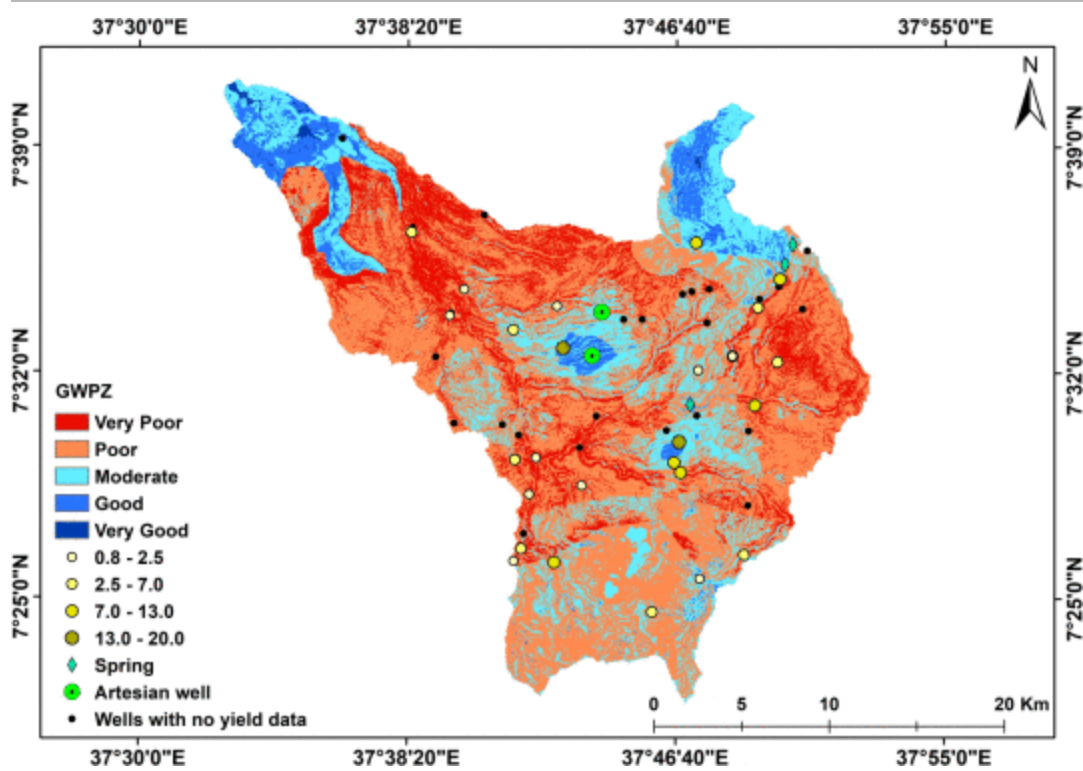 37°30'0"E 37°38'20"E 37°46'40"E 37°55'0"E
N
7°39'0"N 7°39'0"N
7°32'0"N 7°32'0"N
GWPZ
Very Poor
Poor
Moderate
Good
Very Good
0.8 - 2.5
2.5 - 7.0
7.0 - 13.0
13.0 - 20.0
7°25'0"N 7°25'0"N
Spring
Artesian well
Wells with no yield data
0 5 10 20 Km
37°30'0"E 37°38'20"E 37°46'40"E 37°55'0"E